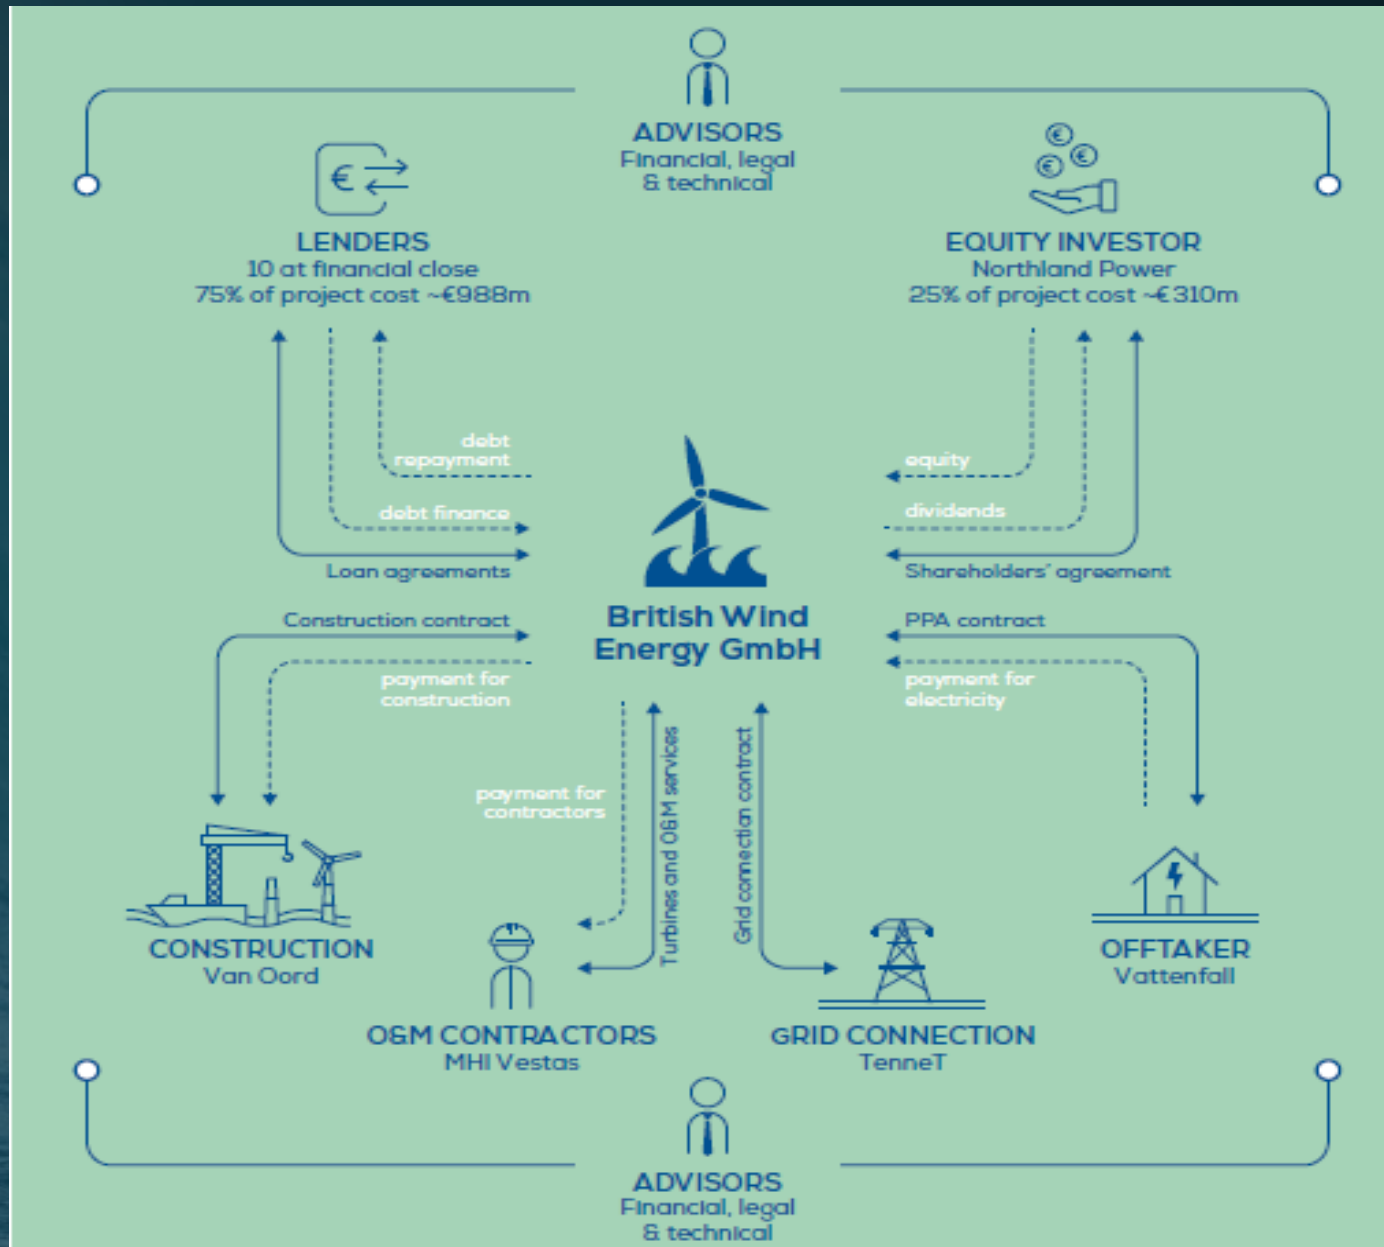 ADVISORS
Financial, legal
& technical
LENDERS
10 at financial close
75% of project cost ~€988m
EQUITY INVESTOR
Northland Power
25% of project cost ~€310m
debt
repayment
debt finance
Loan agreements
equity
dividends
Shareholders' agreement
British Wind
Energy GmbH
Construction contract
payment for
construction
PPA contract
payment for
electricity
payment for
contractors
Turbines and O&M services
Grid connection contract
CONSTRUCTION
Van Oord
O&M CONTRACTORS
MHI Vestas
GRID CONNECTION
TenneT
OFFTAKER
Vattenfall
ADVISORS
Financial, legal
& technical